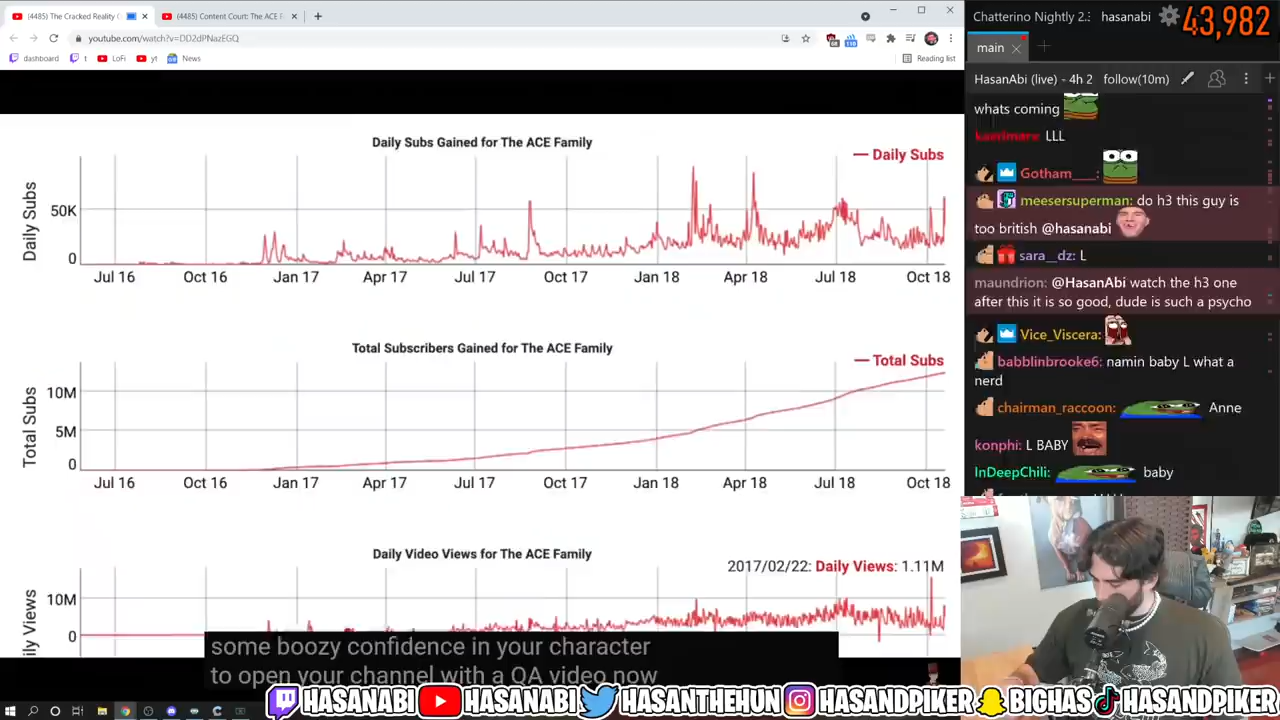 (4485) The Cracked Reality
(4485) Content Court: The ACE F
youtube.com/watch?v=DD2dPNazEGQ
dashboard
t
LoFi
yt
News
Reading list
Daily Subs Gained for The ACE Family
Daily Subs
Daily Subs
50K
0
Jul 16 Oct 16 Jan 17 Apr 17 Jul 17 Oct 17 Jan 18 Apr 18 Jul 18 Oct 18
Total Subscribers Gained for The ACE Family
Total Subs
Total Subs
10M
5M
0
Jul 16 Oct 16 Jan 17 Apr 17 Jul 17 Oct 17 Jan 18 Apr 18 Jul 18 Oct 18
Daily Video Views for The ACE Family
2017/02/22: Daily Views: 1.11M
ily Views
10M
0
some boozy confidence in your character
to open your channel with a QA video now
Chatterino Nightly 2.
hasanabi
43,982
main
HasanAbi (live) - 4h 2
follow(10m)
whats coming
LLL
Gotham___:
meesersuperman: do h3 this guy is
too british @hasanabi
sara__dz: L
maundrion: @HasanAbi watch the h3 one
after this it is so good, dude is such a psycho
Vice_Viscera:
babblinbrooke6: namin baby L what a
nerd
chairman_raccoon: Anne
konphi: L BABY
InDeepChili: baby
HASANABI HASANABI HASANTHEHUN HASANDPIKER BIGHAS HASANDPIKER